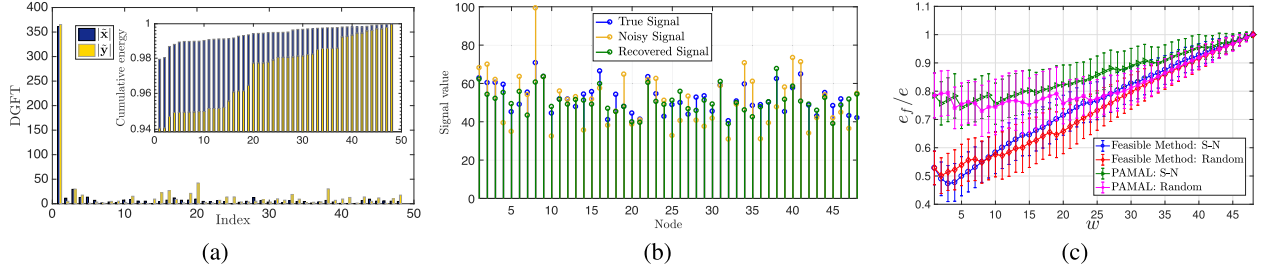 400
350
300
250
200
150
100
50
0
DGFT
|x̃|
|ỹ|
1
0.98
0.96
0.94
Cumulative energy
10
20
30
40
50
0
10
20
30
40
50
Index
(a)
100
80
60
40
20
0
Signal value
True Signal
Noisy Signal
Recovered Signal
5
10
15
20
25
30
35
40
45
Node
(b)
1.1
1
0.9
0.8
0.7
0.6
0.5
0.4
e_f/e
Feasible Method: S-N
Feasible Method: Random
PAMAL: S-N
PAMAL: Random
5
10
15
20
25
30
35
40
45
w
(c)